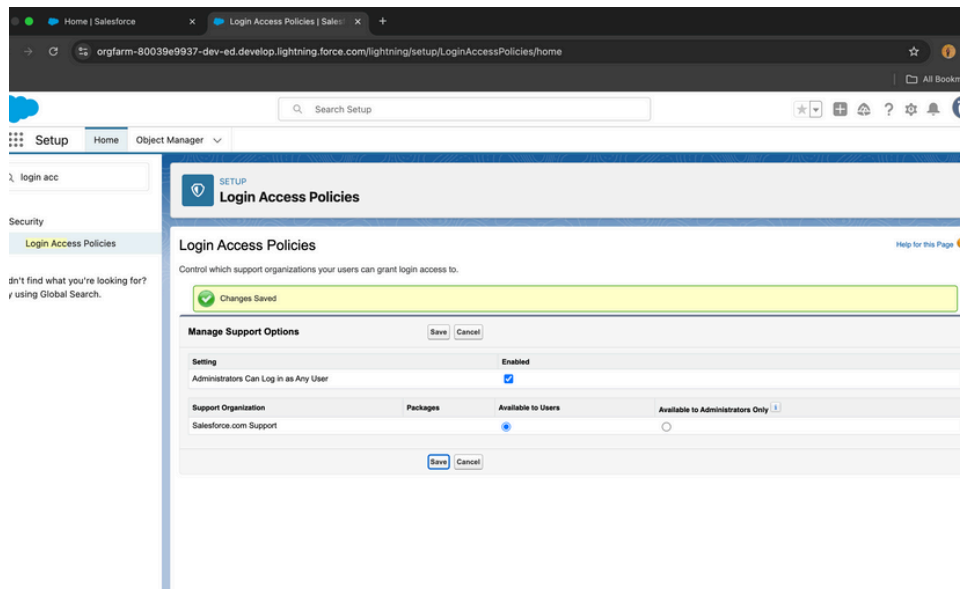 Home | Salesforce
Login Access Policies | Sales
orgfarm-80039e9937-dev-ed.develop.lightning.force.com/lightning/setup/LoginAccessPolicies/home
All Bookm
Search Setup
Setup Home Object Manager
login acc
SETUP
Login Access Policies
Security
Login Access Policies
dn't find what you're looking for?
y using Global Search.
Login Access Policies
Help for this Page
Control which support organizations your users can grant login access to.
Changes Saved
Manage Support Options Save Cancel
Setting Enabled
Administrators Can Log in as Any User
Support Organization Packages Available to Users Available to Administrators Only i
Salesforce.com Support
Save Cancel